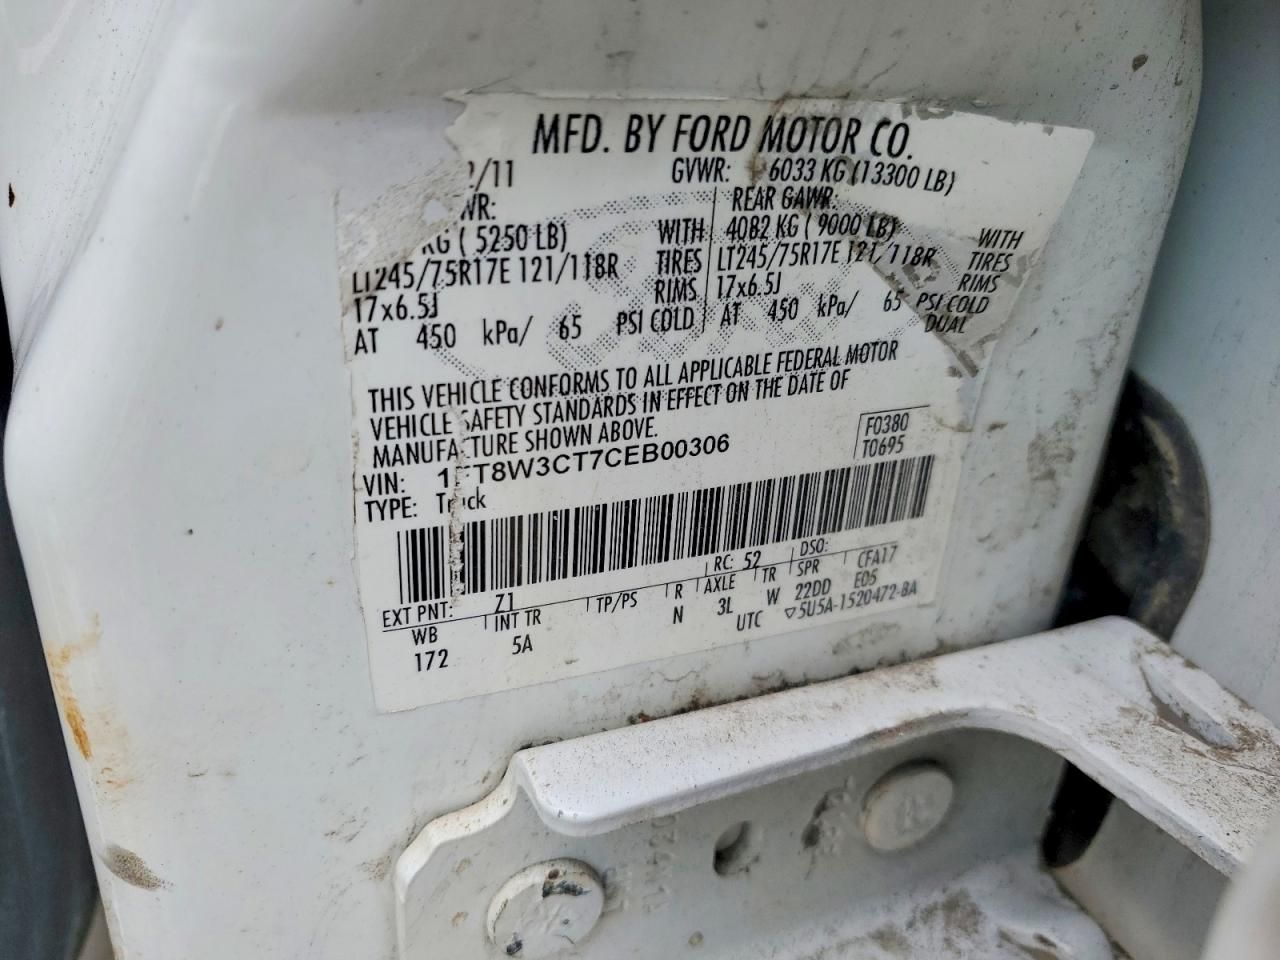 MFD. BY FORD MOTOR CO.
2/11 GVWR: 6033 KG (13300 LB)
WR: REAR GAWR:
KG ( 5250 LB) WITH 4082 KG ( 9000 LB) WITH
LT245/75R17E 121/118R TIRES LT245/75R17E 121/118R TIRES
17x6.5J RIMS 17x6.5J RIMS
AT 450 kPa/ 65 PSI COLD AT 450 kPa/ 65 PSI COLD
DUAL
THIS VEHICLE CONFORMS TO ALL APPLICABLE FEDERAL MOTOR
VEHICLE SAFETY STANDARDS IN EFFECT ON THE DATE OF
MANUFACTURE SHOWN ABOVE.
F0380
T0695
VIN: 1FT8W3CT7CEB00306
TYPE: Truck
RC: 52 DSO:
EXT PNT: Z1
WB INT TR TP/PS R AXLE TR SPR CFA17
172 5A N 3L W 22DD E05
UTC ▽5U5A-1520472-BA